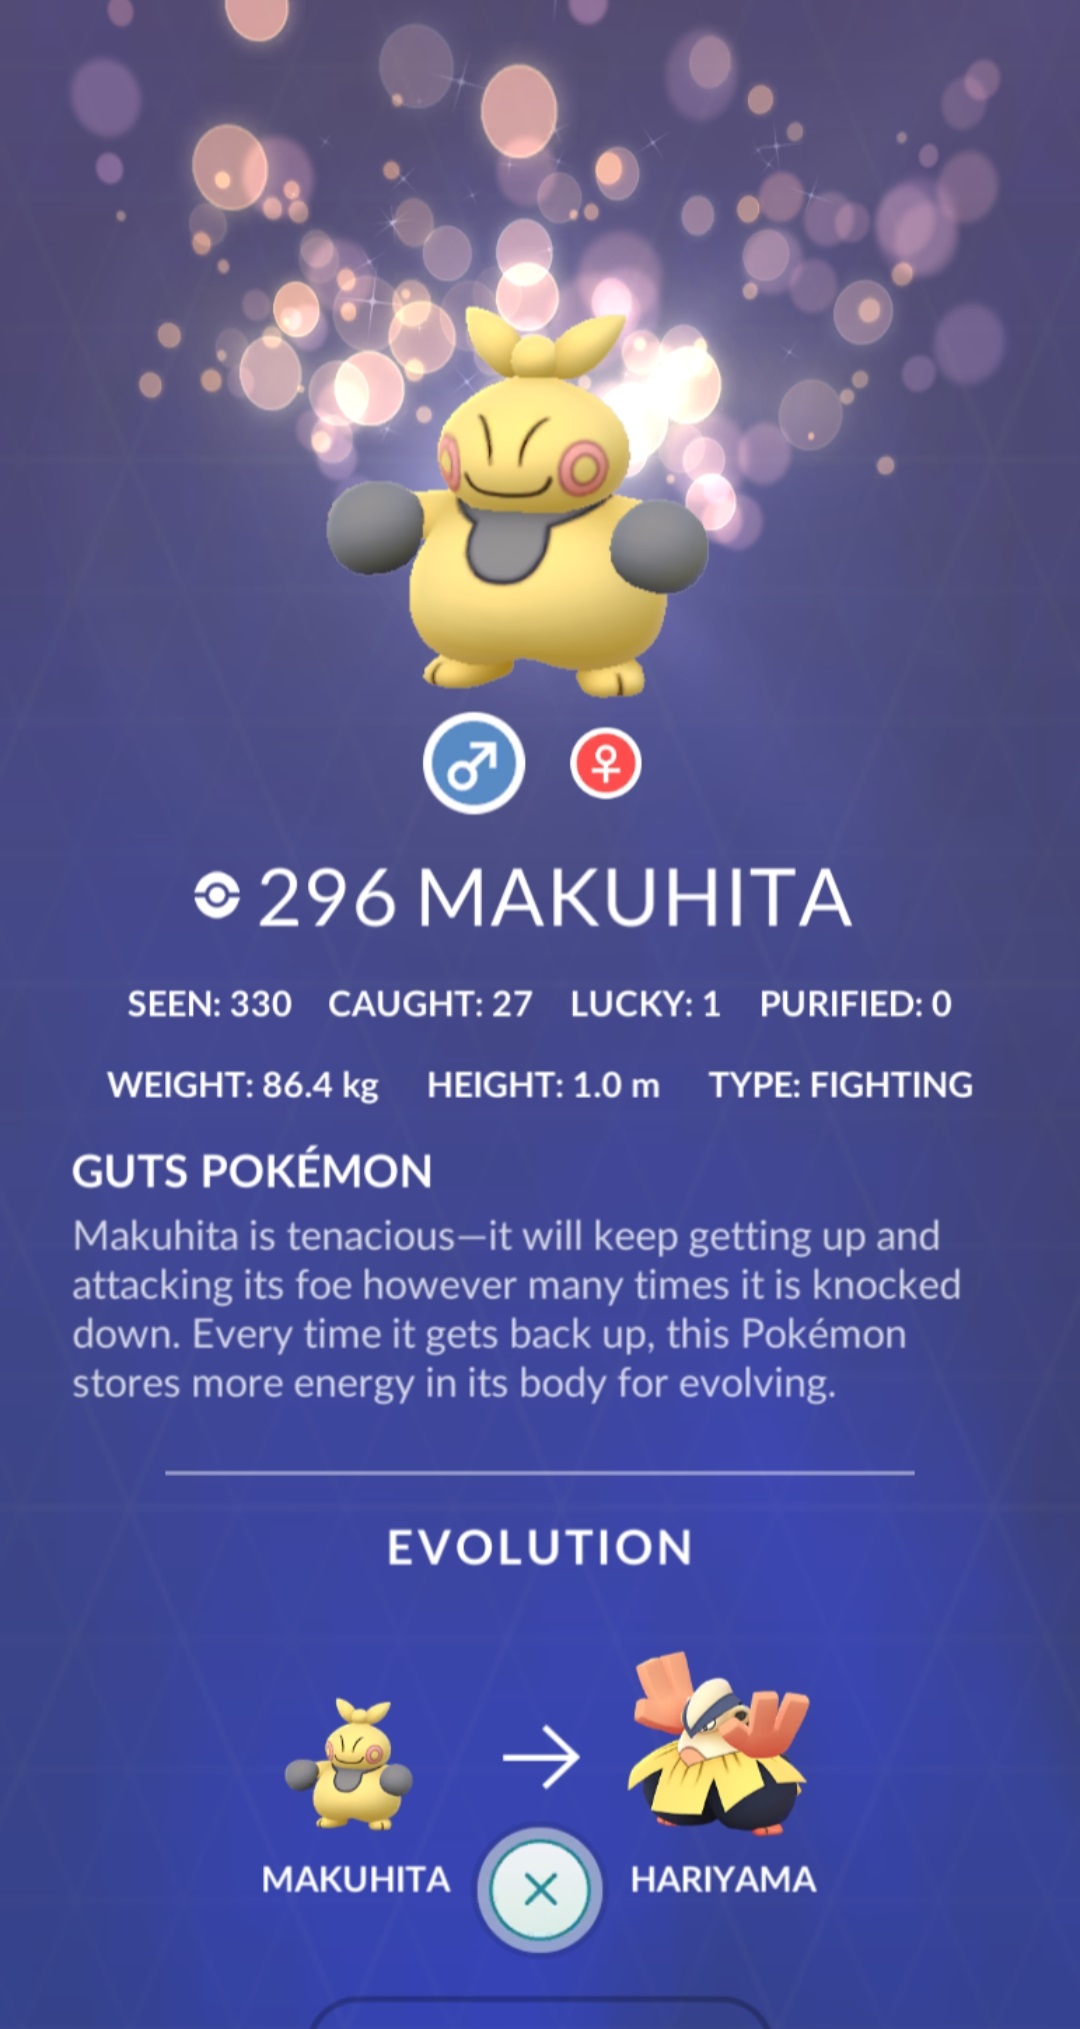 296 MAKUHITA
SEEN: 330 CAUGHT: 27 LUCKY: 1 PURIFIED: 0
WEIGHT: 86.4 kg HEIGHT: 1.0 m TYPE: FIGHTING
GUTS POKÉMON
Makuhita is tenacious—it will keep getting up and
attacking its foe however many times it is knocked
down. Every time it gets back up, this Pokémon
stores more energy in its body for evolving.
EVOLUTION
MAKUHITA HARIYAMA